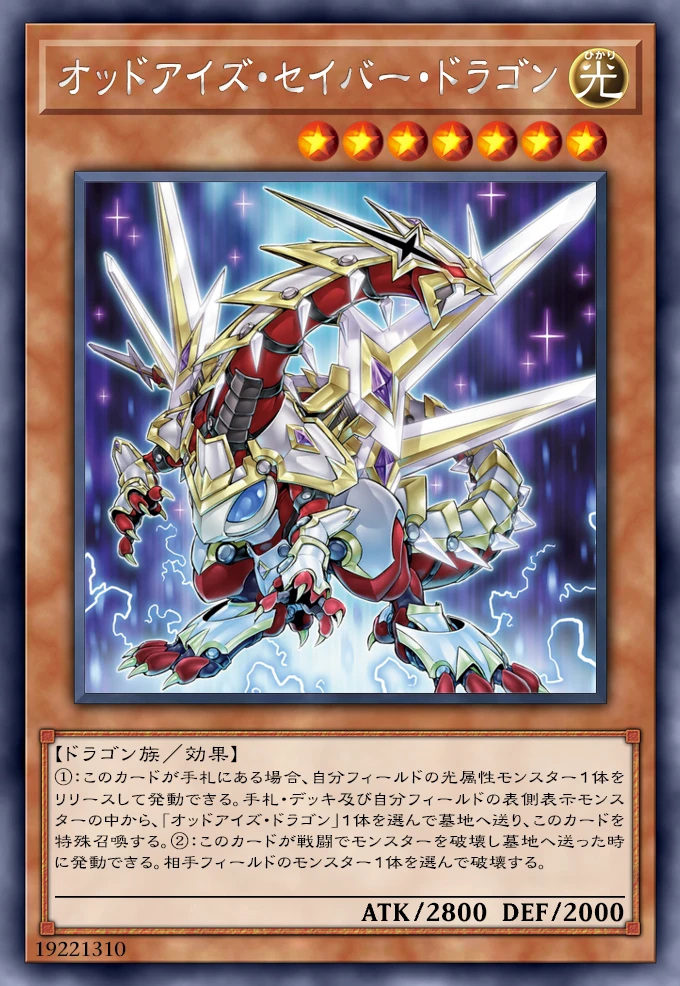 オッドアイズ・セイバー・ドラゴン
ひかり
光
【ドラゴン族／効果】
①：このカードが手札にある場合、自分フィールドの光属性モンスター１体を
リリースして発動できる。手札・デッキ及び自分フィールドの表側表示モンス
ターの中から、「オッドアイズ・ドラゴン」１体を選んで墓地へ送り、このカードを
特殊召喚する。②：このカードが戦闘でモンスターを破壊し墓地へ送った時
に発動できる。相手フィールドのモンスター１体を選んで破壊する。
ATK/2800 DEF/2000
19221310